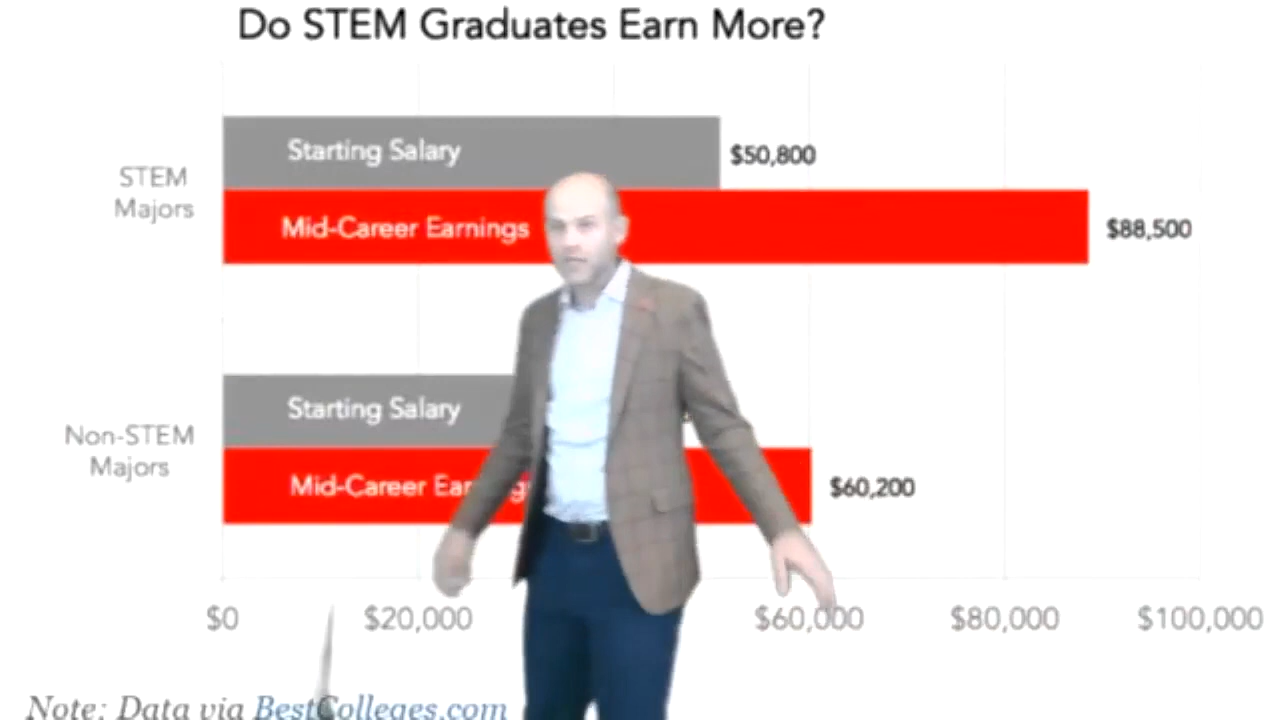 Do STEM Graduates Earn More?
STEM
Majors
Starting Salary
$50,800
Mid-Career Earnings
$88,500
Non-STEM
Majors
Starting Salary
Mid-Career
$60,200
$0
$20,000
$60,000
$80,000
$100,000
Note: Data via BestColleges.com